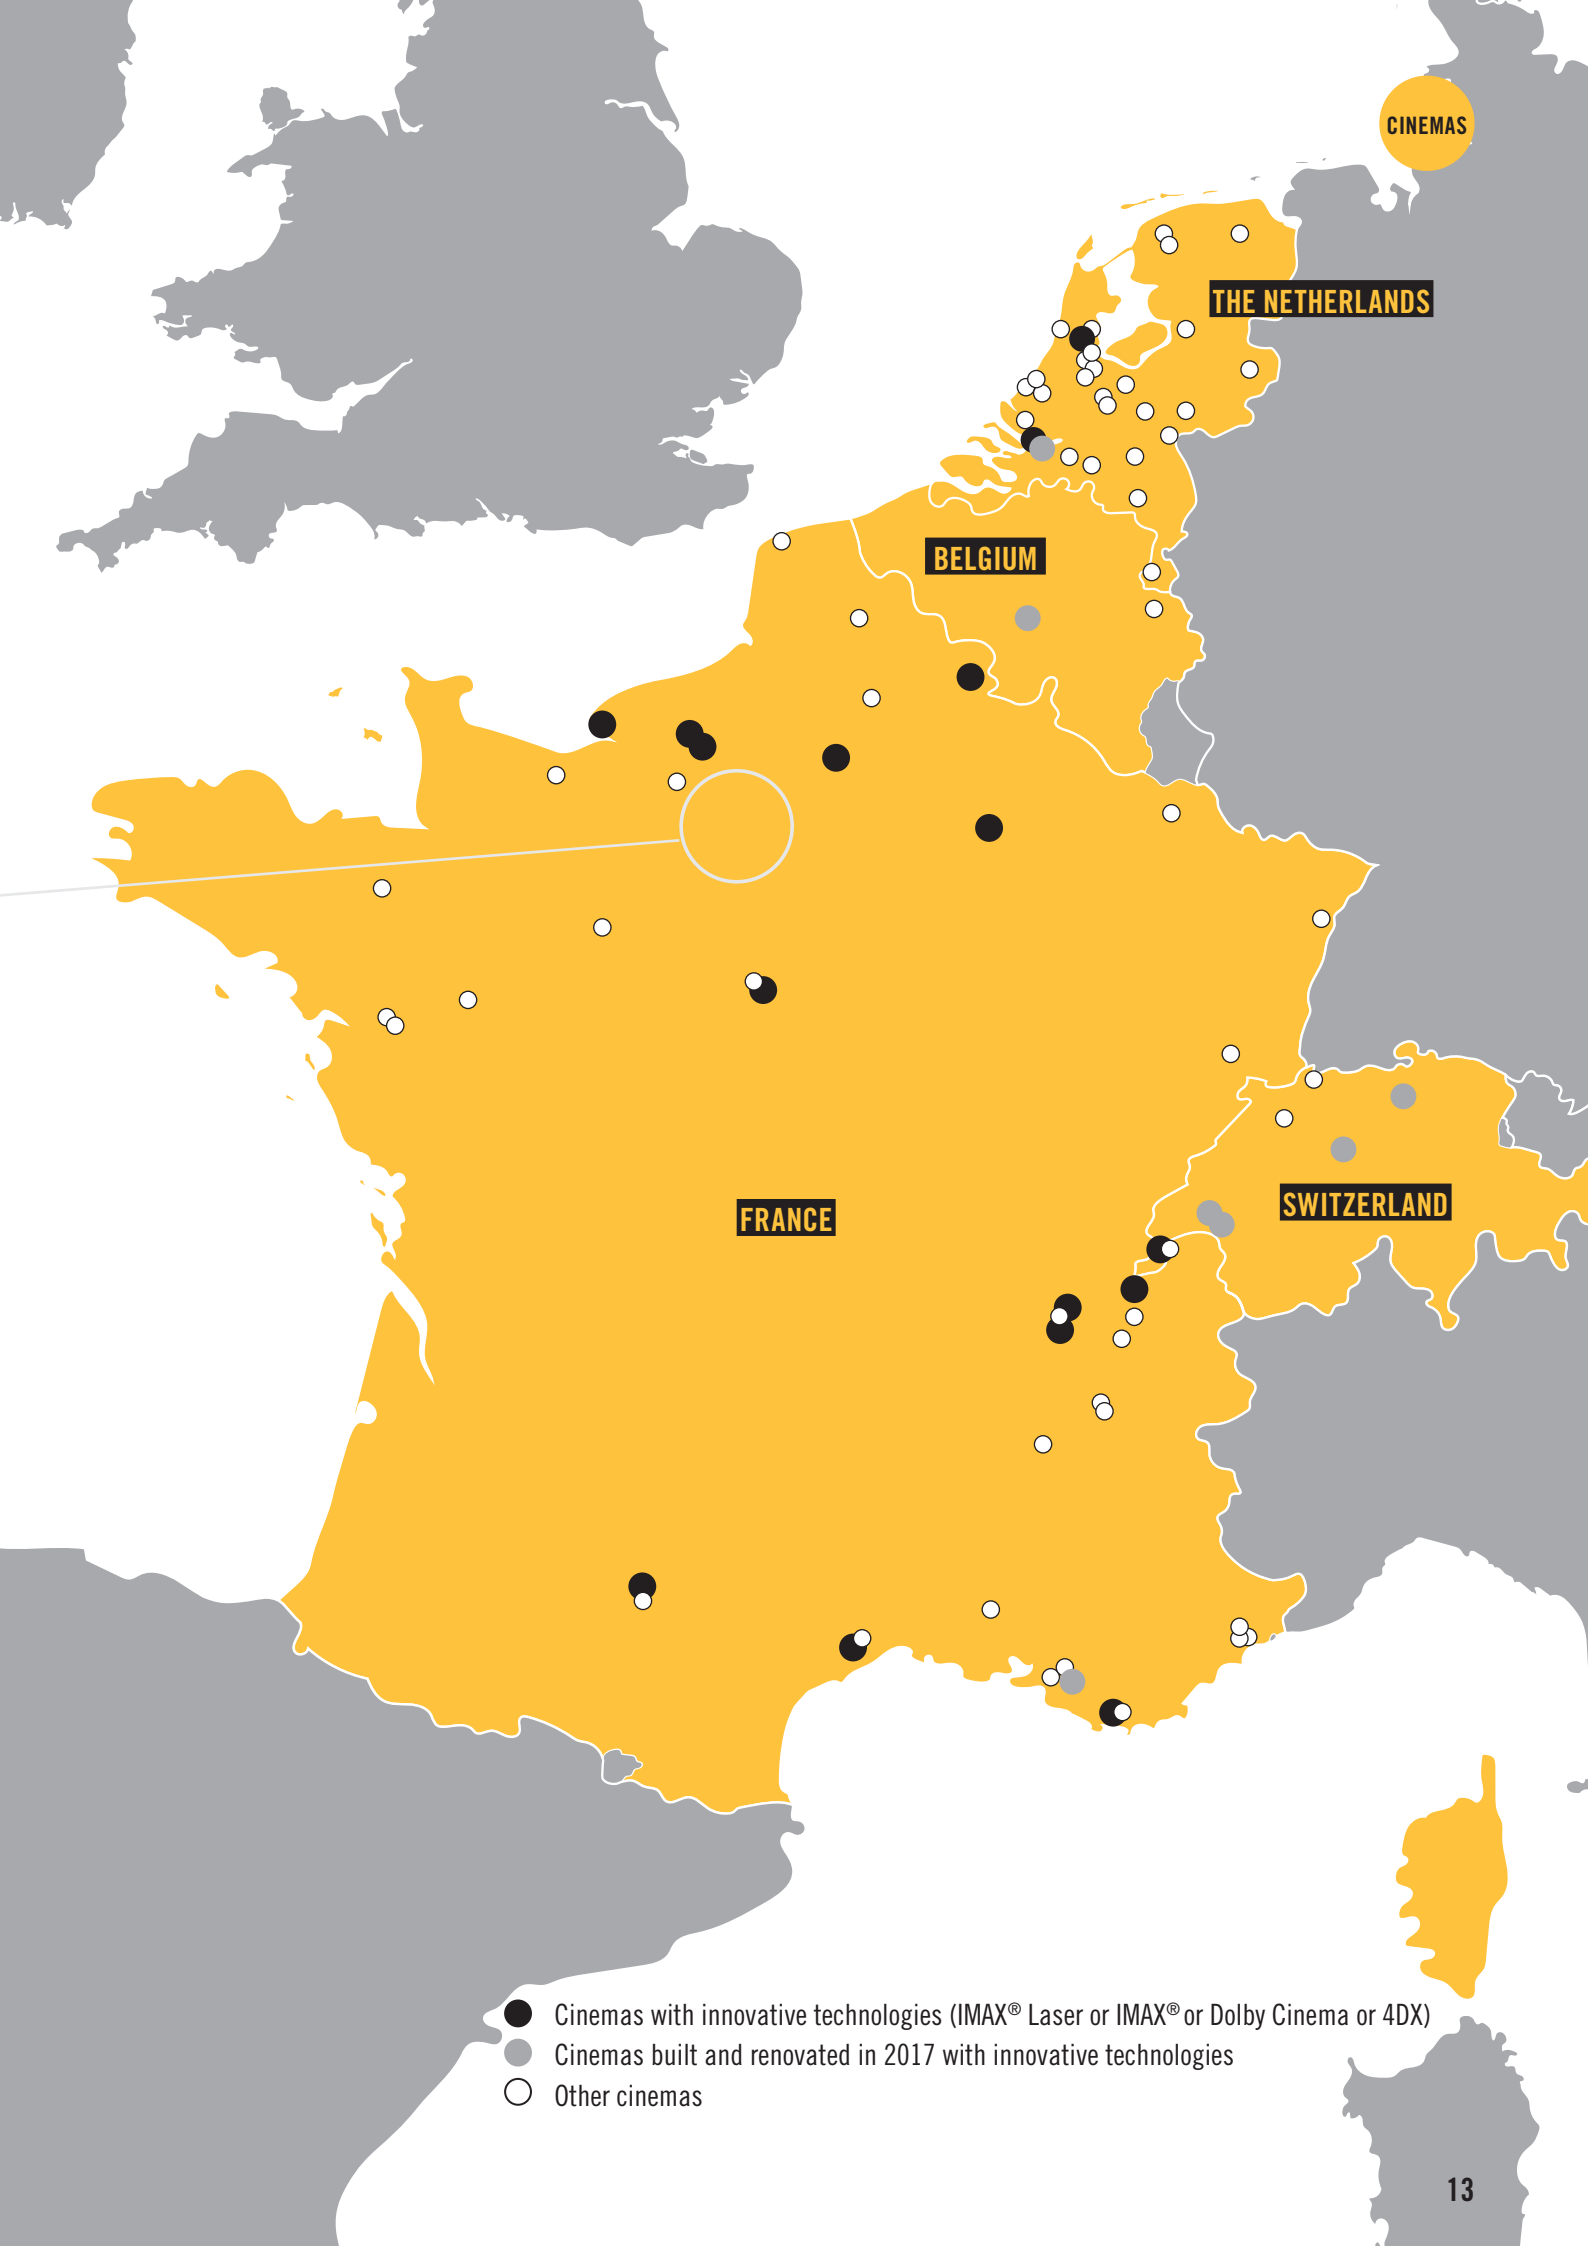 CINEMAS
THE NETHERLANDS
BELGIUM
FRANCE
SWITZERLAND
Cinemas with innovative technologies (IMAX® Laser or IMAX® or Dolby Cinema or 4DX)
Cinemas built and renovated in 2017 with innovative technologies
Other cinemas
13